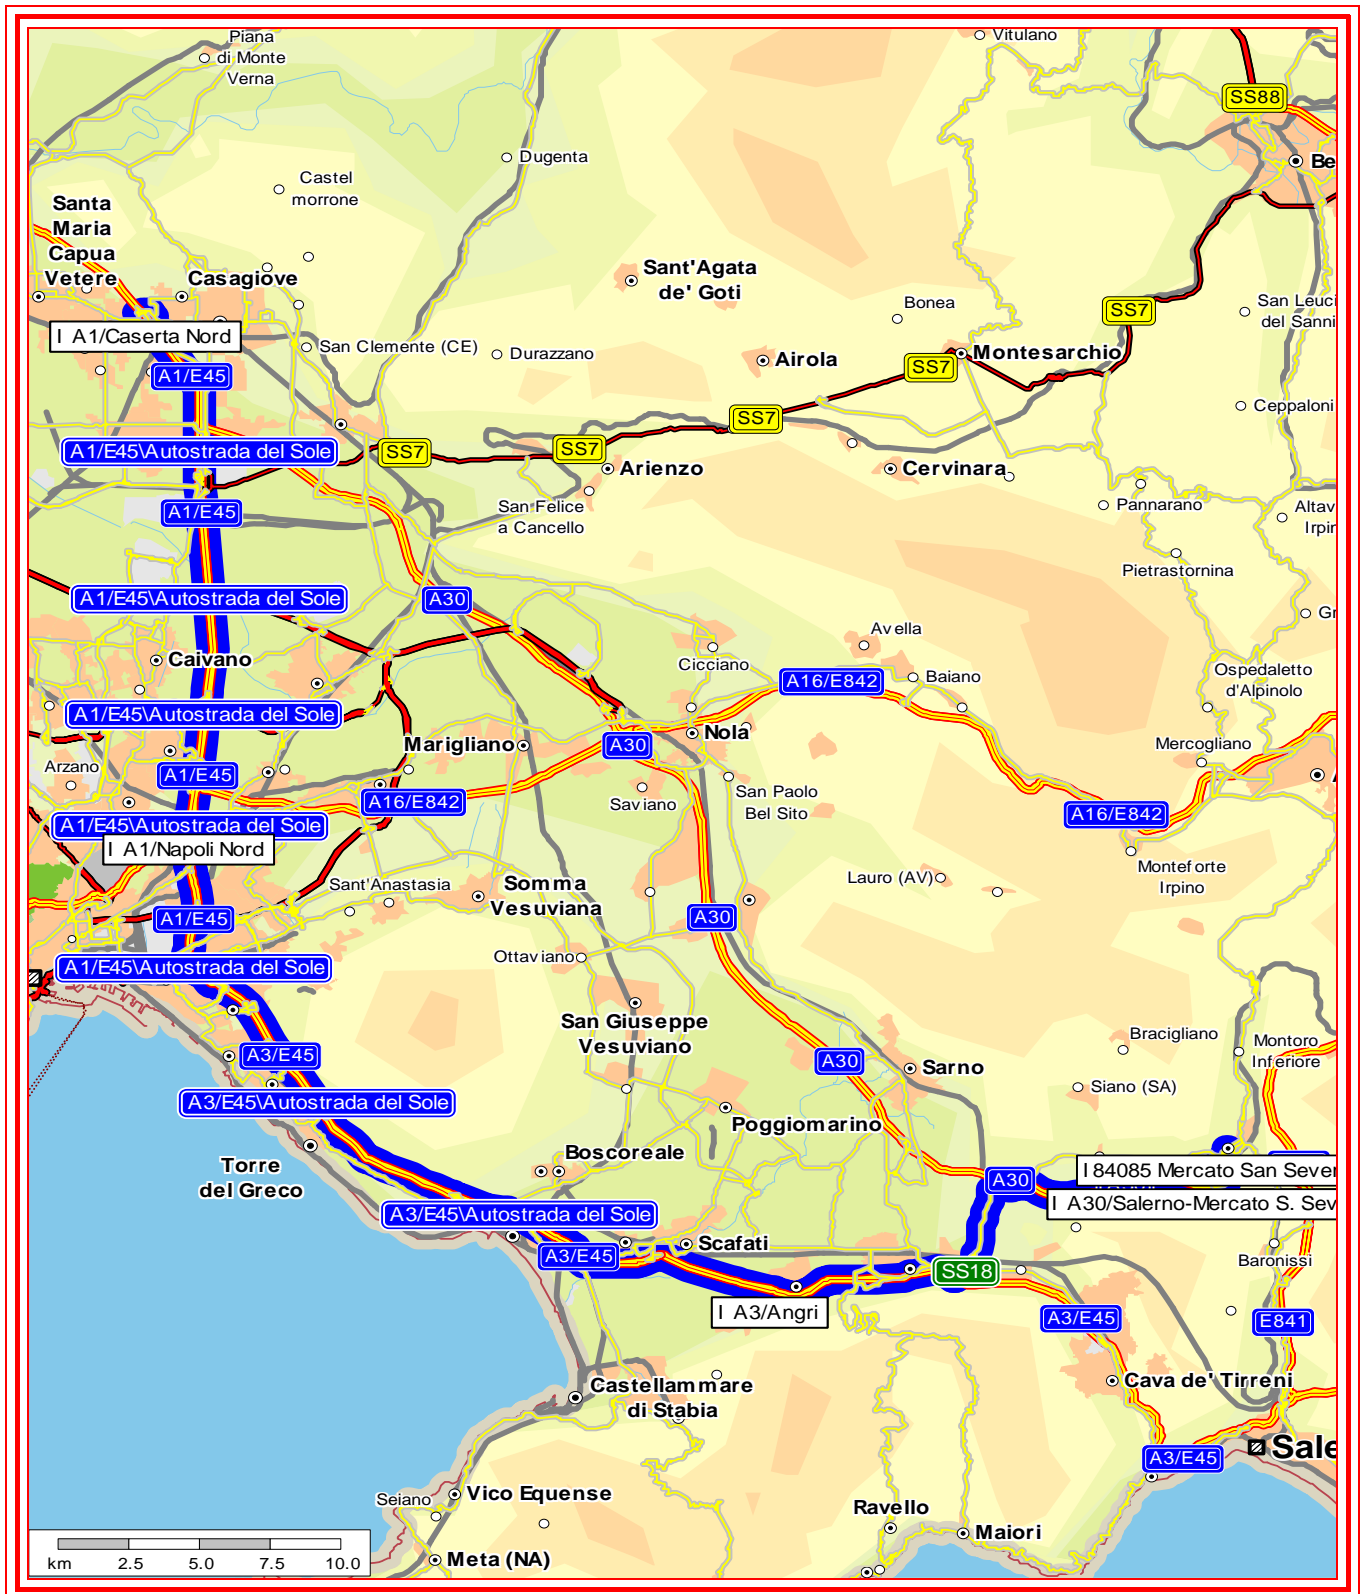 Piana
di Monte
Verna
Vitulano
SS88
Dugenta
Be
Castel
morrone
Santa
Maria
Capua
Vetere
Casagiove
Sant'Agata
de' Goti
Bonea
San Leuci
del Sanni
SS7
I A1/Caserta Nord
San Clemente (CE)
Durazzano
Airola
Montesarchio
SS7
A1/E45
Ceppaloni
SS7
A1/E45\Autostrada del Sole
SS7
SS7
Arienzo
Cervinara
A1/E45
San Felice
a Cancello
Pannarano
Altav
Irpin
Pietrastornina
A1/E45\Autostrada del Sole
A30
Gr
Avella
Caivano
Cicciano
A16/E842
Baiano
Ospedaletto
d'Alpinolo
A1/E45\Autostrada del Sole
Marigliano
A30
Nola
Mercogliano
Arzano
A1/E45
A16/E842
Saviano
San Paolo
Bel Sito
A16/E842
A1/E45\Autostrada del Sole
I A1/Napoli Nord
Monteforte
Irpino
Sant'Anastasia
Somma
Vesuviana
Lauro (AV)
A1/E45
A30
Ottaviano
A1/E45\Autostrada del Sole
San Giuseppe
Vesuviano
A3/E45
A30
Sarno
Bracigliano
Montoro
Inferiore
Siano (SA)
A3/E45\Autostrada del Sole
Poggiomarino
Torre
del Greco
Boscoreale
I 84085 Mercato San Sever
A30
I A30/Salerno-Mercato S. Sev
A3/E45\Autostrada del Sole
A3/E45
Scafati
SS18
Baronissi
I A3/Angri
A3/E45
E841
Castellammare
di Stabia
Cava de' Tirreni
Sale
A3/E45
Seiano
Vico Equense
Ravello
Maiori
Meta (NA)
km 2.5 5.0 7.5 10.0